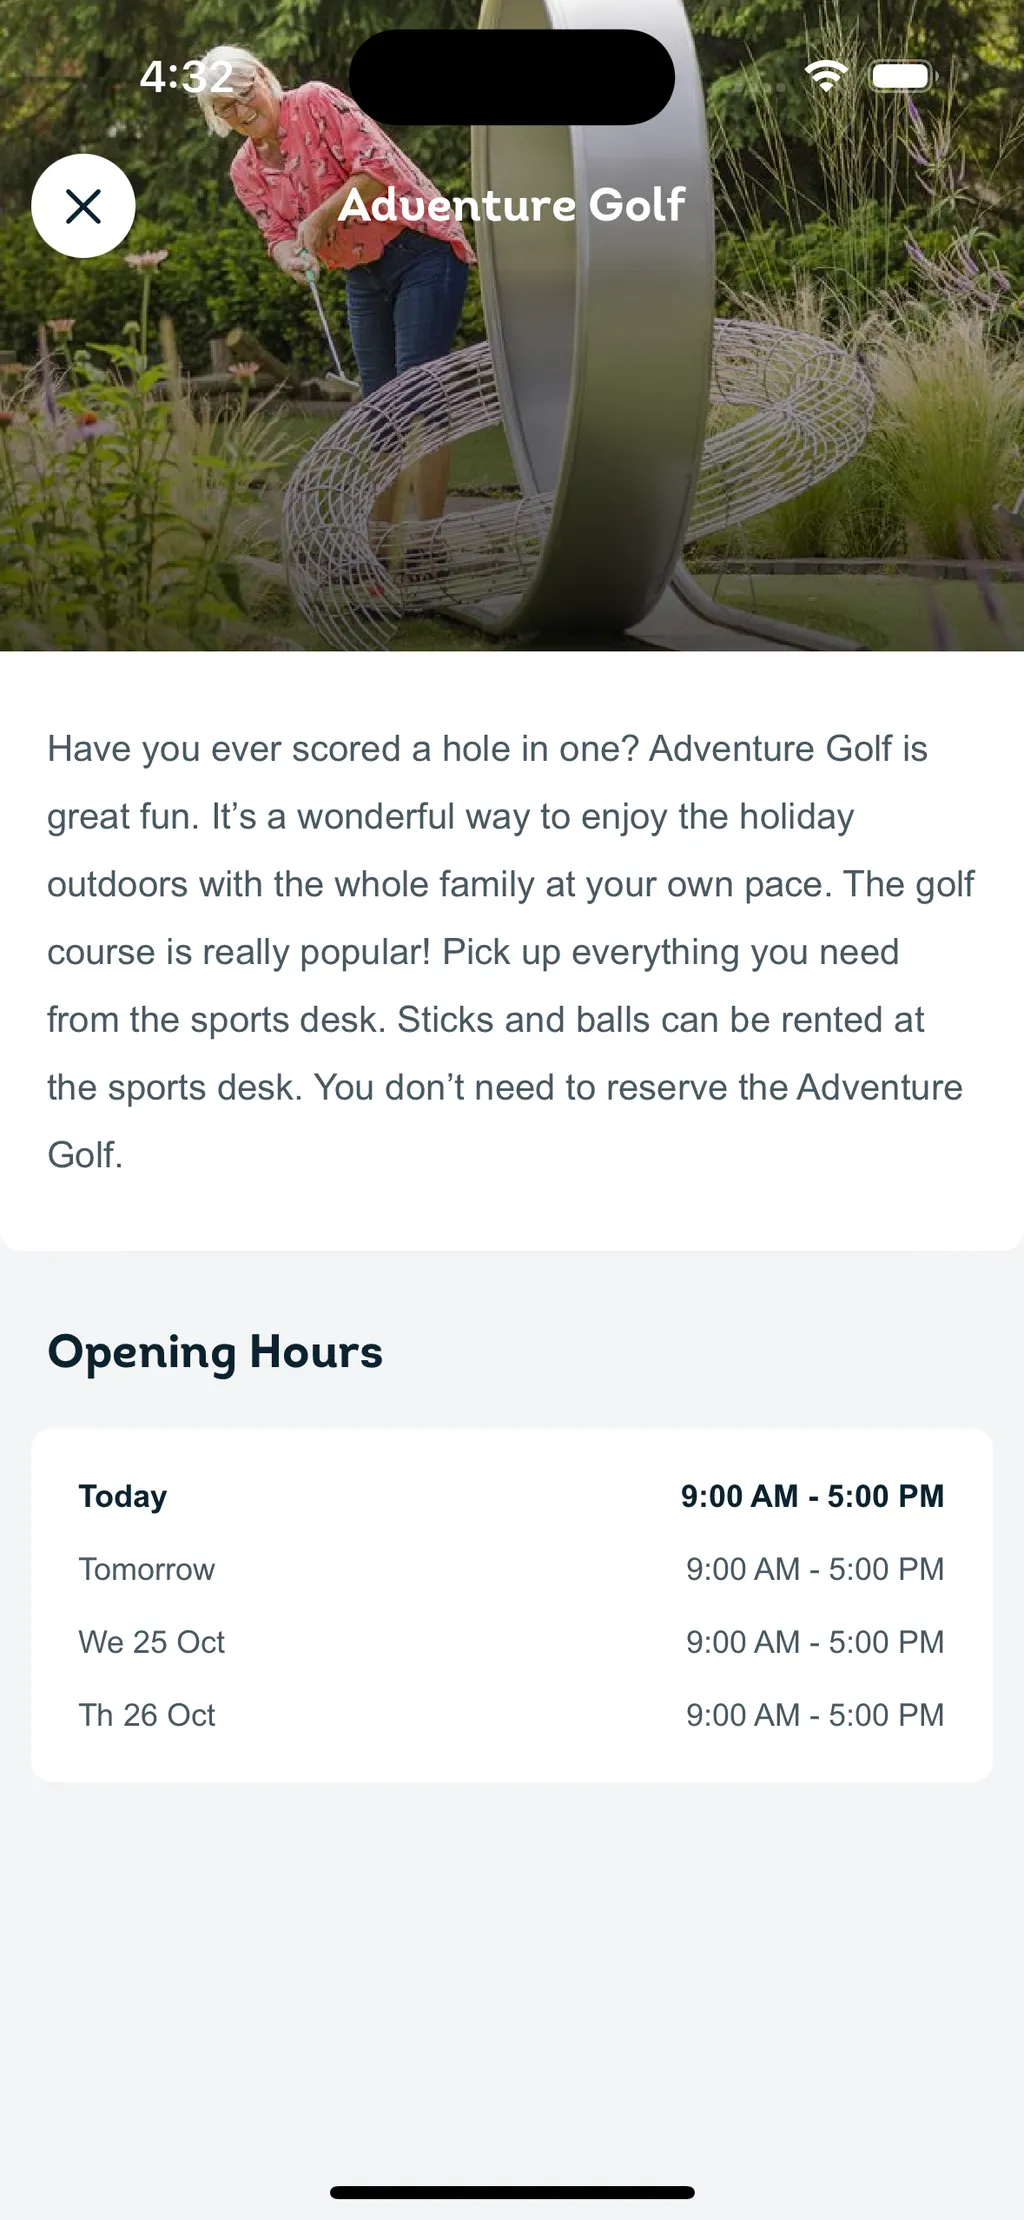 4:32
Adventure Golf
Have you ever scored a hole in one? Adventure Golf is
great fun. It’s a wonderful way to enjoy the holiday
outdoors with the whole family at your own pace. The golf
course is really popular! Pick up everything you need
from the sports desk. Sticks and balls can be rented at
the sports desk. You don’t need to reserve the Adventure
Golf.
Opening Hours
Today 9:00 AM - 5:00 PM
Tomorrow 9:00 AM - 5:00 PM
We 25 Oct 9:00 AM - 5:00 PM
Th 26 Oct 9:00 AM - 5:00 PM